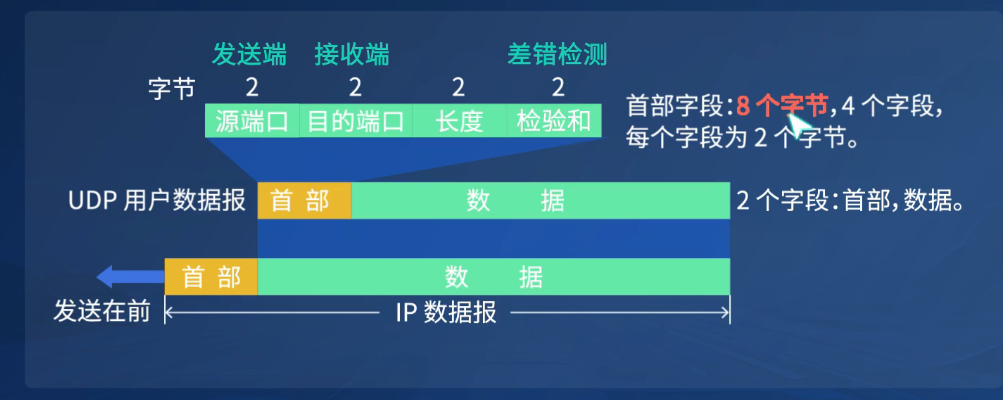 发送端 接收端 差错检测
字节 2 2 2 2
源端口 目的端口 长度 检验和
首部字段：8 个字节，4 个字段，
每个字段为 2 个字节。
UDP 用户数据报 首 部 数 据 2 个字段：首部，数据。
首 部 数 据
发送在前 IP 数据报